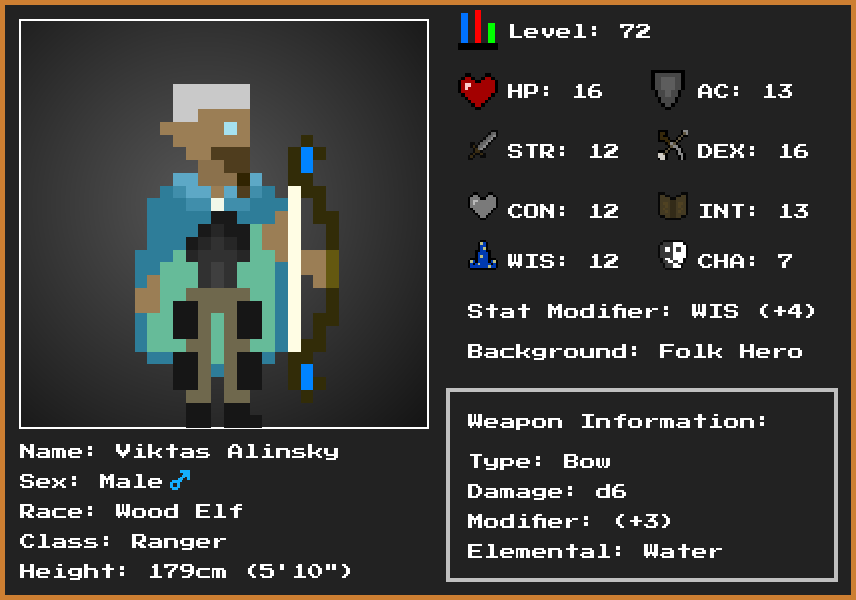 Level: 72
HP: 16
AC: 13
STR: 12
DEX: 16
CON: 12
INT: 13
WIS: 12
CHA: 7
Stat Modifier: WIS (+4)
Background: Folk Hero
Name: Viktas Alinsky
Sex: Male♂
Race: Wood Elf
Class: Ranger
Height: 179cm (5'10")
Weapon Information:
Type: Bow
Damage: d6
Modifier: (+3)
Elemental: Water